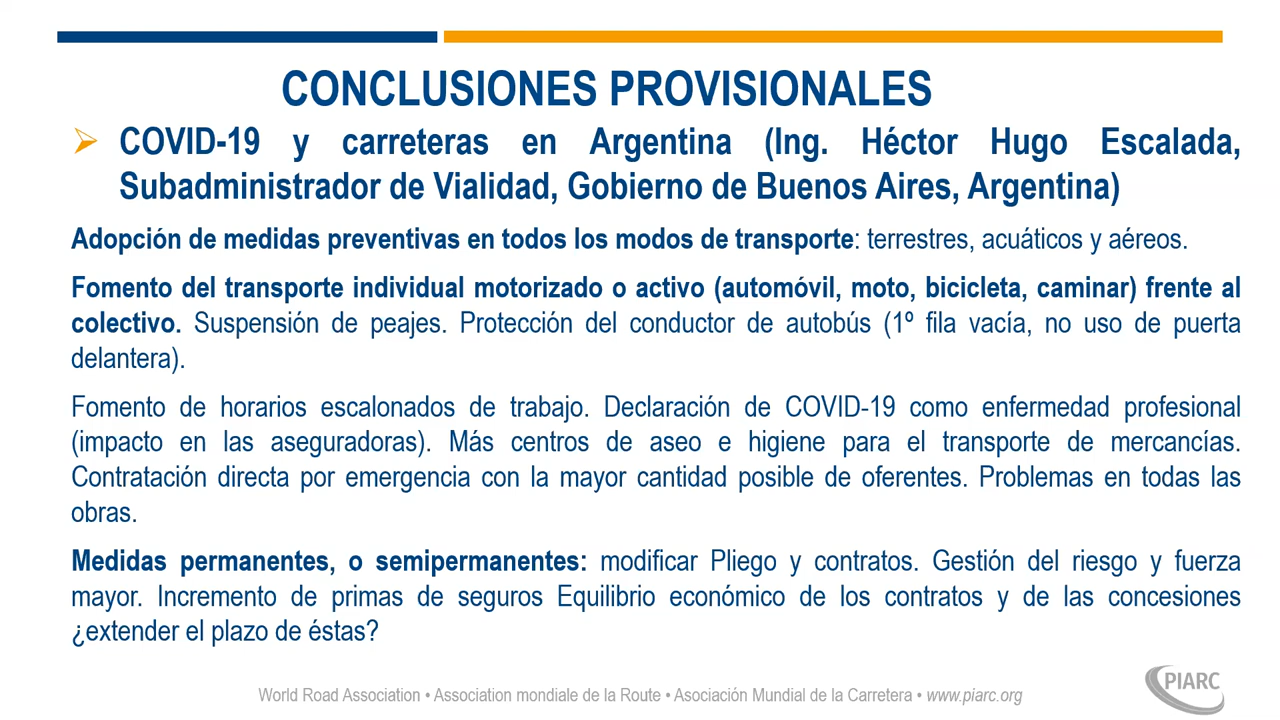 CONCLUSIONES PROVISIONALES
COVID-19 y carreteras en Argentina (Ing. Héctor Hugo Escalada,
Subadministrador de Vialidad, Gobierno de Buenos Aires, Argentina)
Adopción de medidas preventivas en todos los modos de transporte: terrestres, acuáticos y aéreos.
Fomento del transporte individual motorizado o activo (automóvil, moto, bicicleta, caminar) frente al
colectivo. Suspensión de peajes. Protección del conductor de autobús (1º fila vacía, no uso de puerta
delantera).
Fomento de horarios escalonados de trabajo. Declaración de COVID-19 como enfermedad profesional
(impacto en las aseguradoras). Más centros de aseo e higiene para el transporte de mercancías.
Contratación directa por emergencia con la mayor cantidad posible de oferentes. Problemas en todas las
obras.
Medidas permanentes, o semipermanentes: modificar Pliego y contratos. Gestión del riesgo y fuerza
mayor. Incremento de primas de seguros Equilibrio económico de los contratos y de las concesiones
¿extender el plazo de éstas?
World Road Association • Association mondiale de la Route • Asociación Mundial de la Carretera • www.piarc.org
PIARC